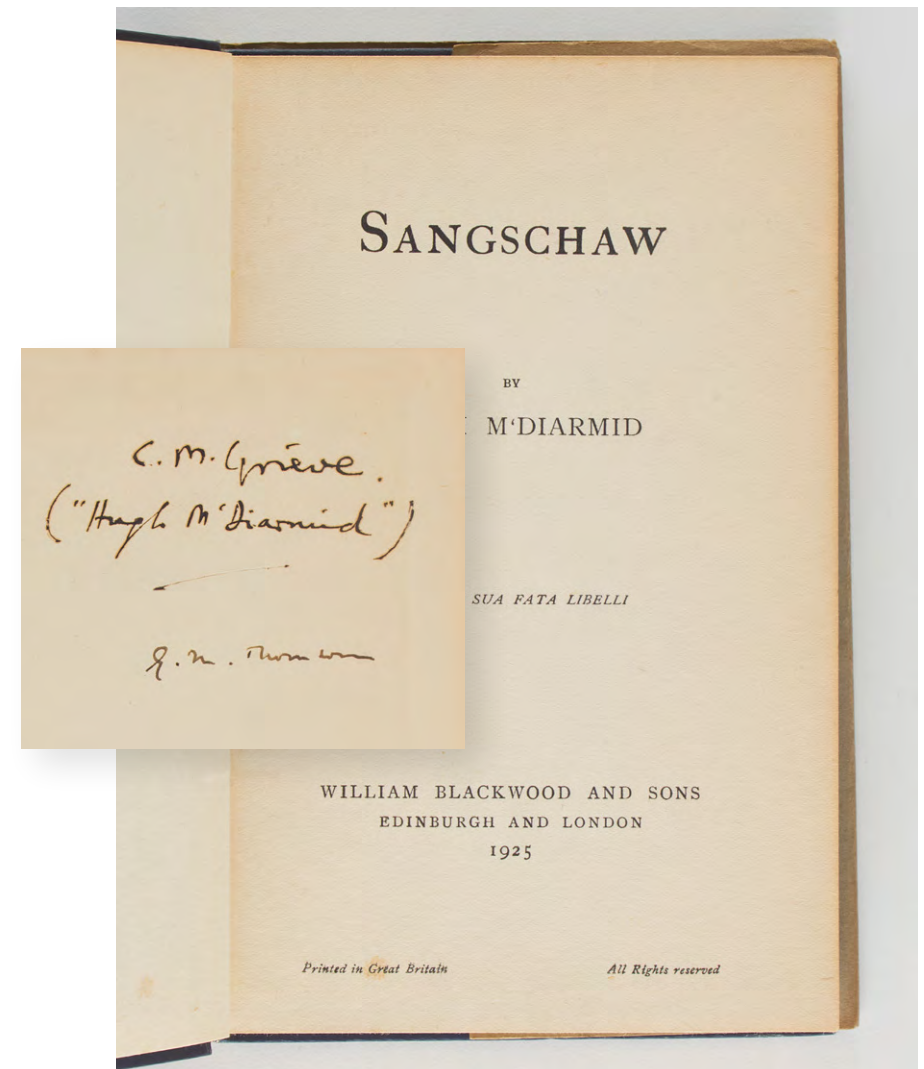 SANGSCHAW
BY
M‘DIARMID
SUA FATA LIBELLI
WILLIAM BLACKWOOD AND SONS
EDINBURGH AND LONDON
1925
Printed in Great Britain
All Rights reserved
C. M. Grieve.
("Hugh M‘Diarmid")
G. M. Thomson